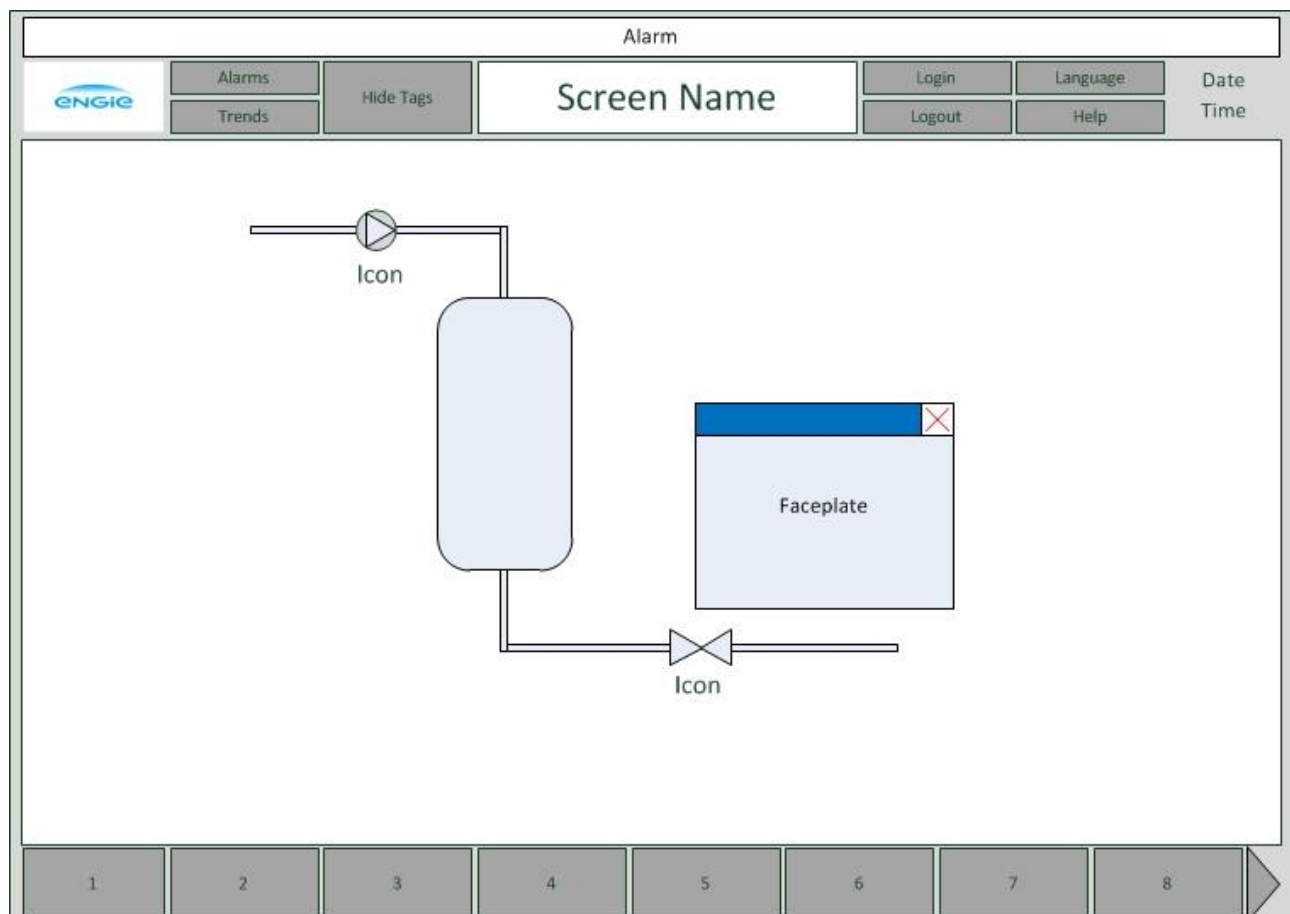 Alarm
ENGIE
Alarms
Trends
Hide Tags
Screen Name
Login
Logout
Language
Help
Date
Time
Icon
Faceplate
Icon
1
2
3
4
5
6
7
8